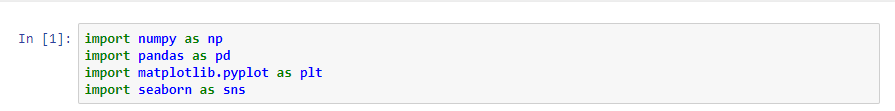 In [1]: import numpy as np
import pandas as pd
import matplotlib.pyplot as plt
import seaborn as sns